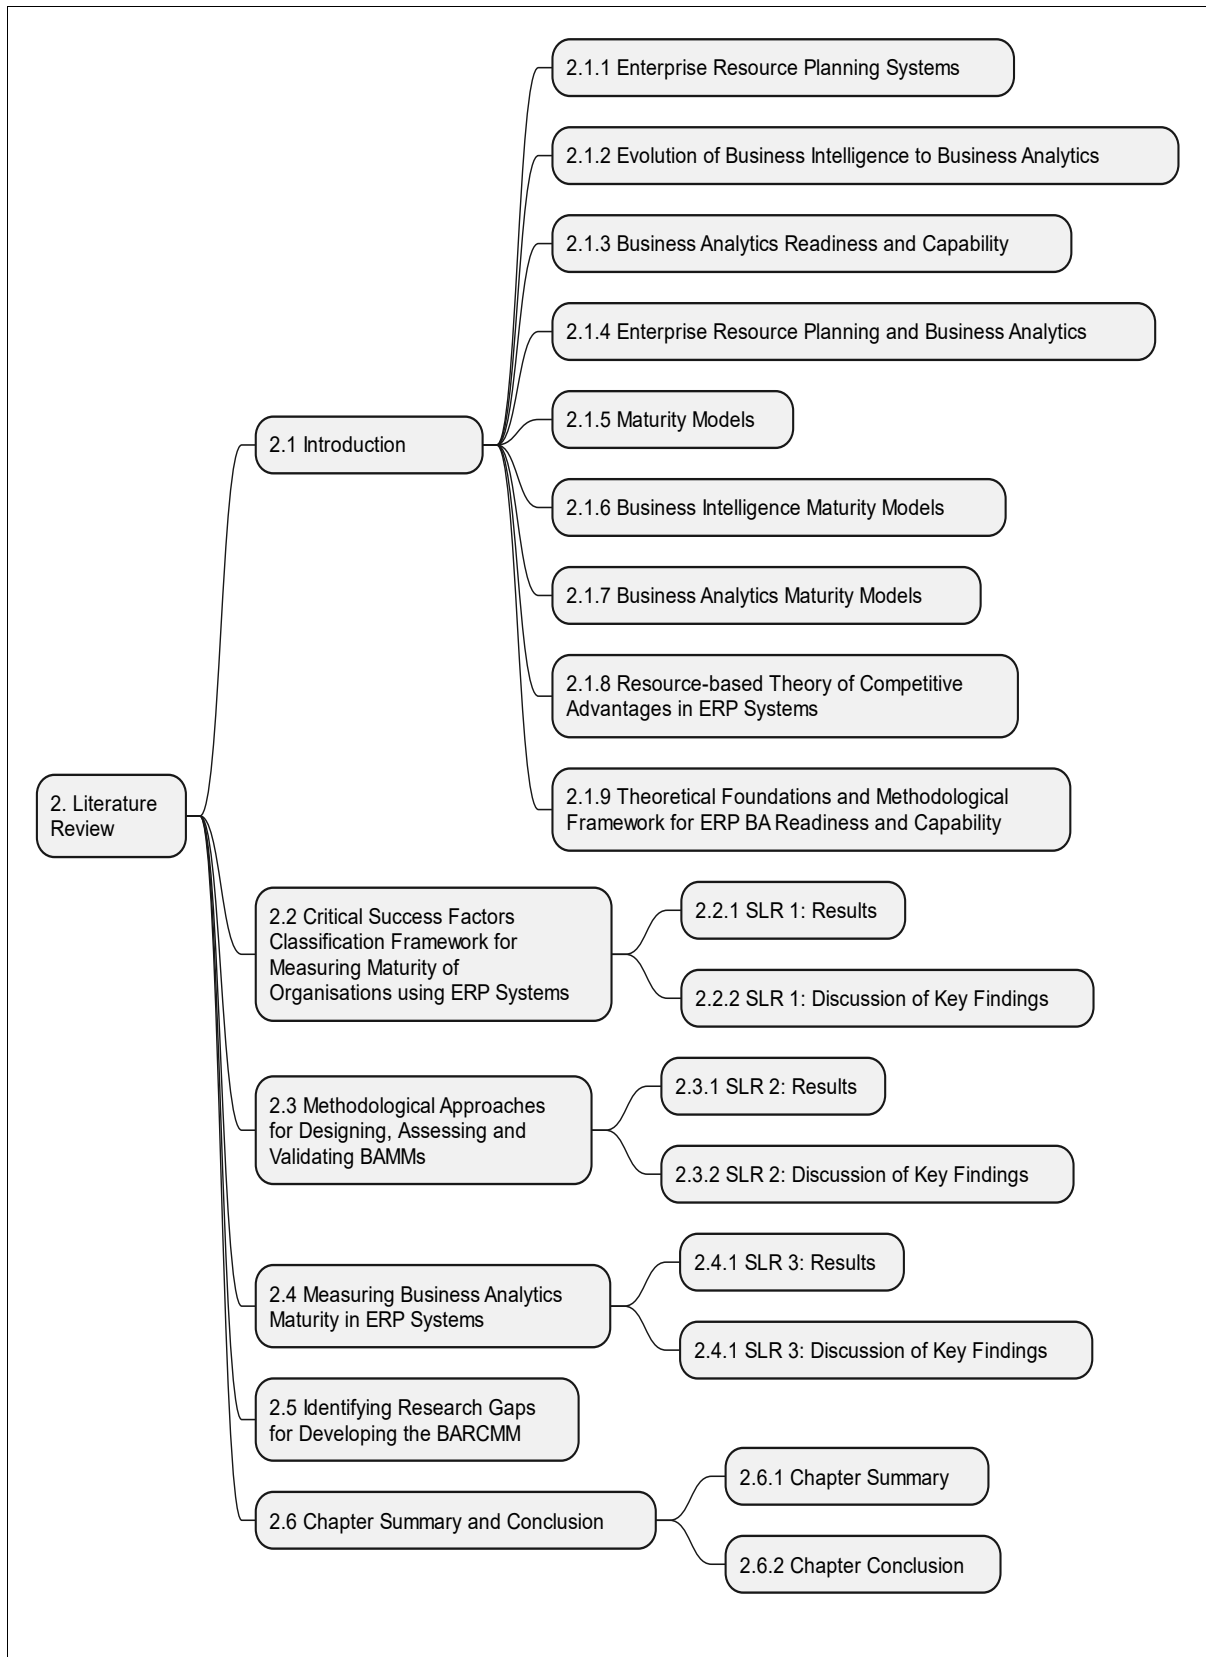 2. Literature
Review
2.1 Introduction
2.1.1 Enterprise Resource Planning Systems
2.1.2 Evolution of Business Intelligence to Business Analytics
2.1.3 Business Analytics Readiness and Capability
2.1.4 Enterprise Resource Planning and Business Analytics
2.1.5 Maturity Models
2.1.6 Business Intelligence Maturity Models
2.1.7 Business Analytics Maturity Models
2.1.8 Resource-based Theory of Competitive
Advantages in ERP Systems
2.1.9 Theoretical Foundations and Methodological
Framework for ERP BA Readiness and Capability
2.2 Critical Success Factors
Classification Framework for
Measuring Maturity of
Organisations using ERP Systems
2.2.1 SLR 1: Results
2.2.2 SLR 1: Discussion of Key Findings
2.3 Methodological Approaches
for Designing, Assessing and
Validating BAMMs
2.3.1 SLR 2: Results
2.3.2 SLR 2: Discussion of Key Findings
2.4 Measuring Business Analytics
Maturity in ERP Systems
2.4.1 SLR 3: Results
2.4.1 SLR 3: Discussion of Key Findings
2.5 Identifying Research Gaps
for Developing the BARCMM
2.6 Chapter Summary and Conclusion
2.6.1 Chapter Summary
2.6.2 Chapter Conclusion